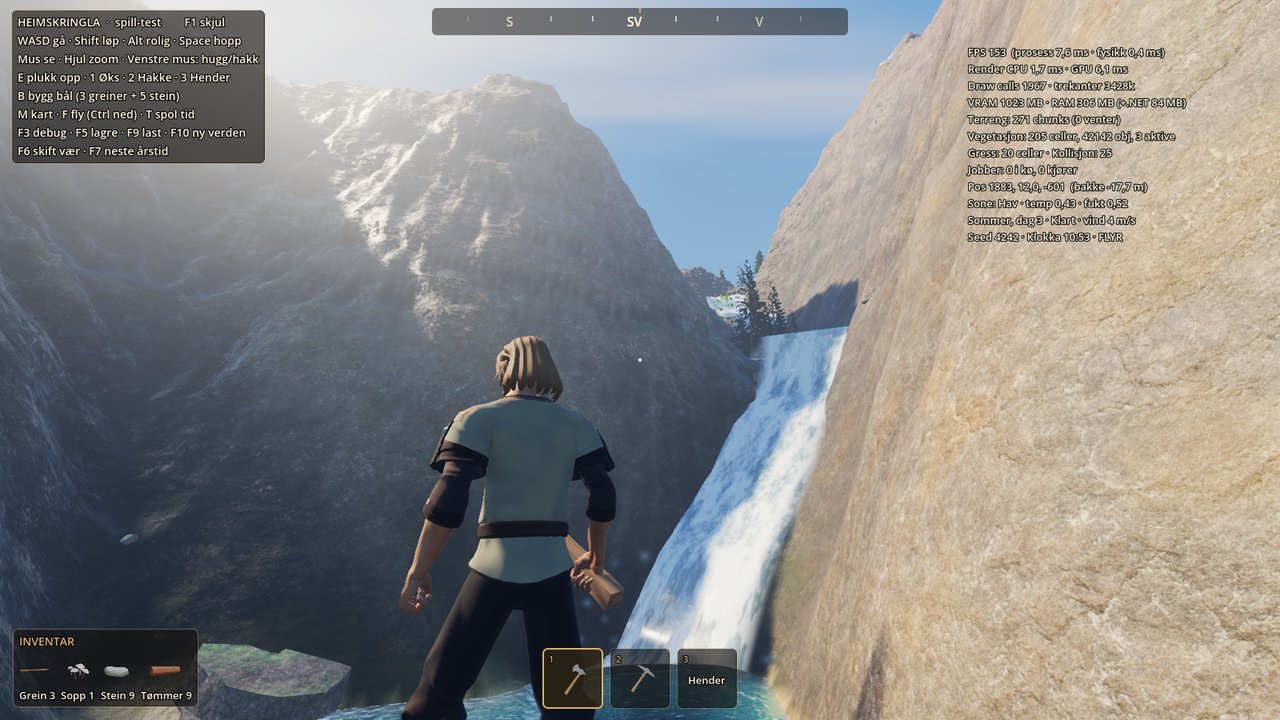 HEIMSKRINGLA · spill-test F1 skjul
WASD gå · Shift løp · Alt rolig · Space hopp
Mus se · Hjul zoom · Venstre mus: hugg/hakk
E plukk opp · 1 Øks · 2 Hakke · 3 Hender
B bygg bål (3 greiner + 5 stein)
M kart · F fly (Ctrl ned) · T spol tid
F3 debug · F5 lagre · F9 last · F10 ny verden
F6 skift vær · F7 neste årstid
S SV V
FPS 153 (prosess 7,6 ms · fysikk 0,4 ms)
Render CPU 1,7 ms · GPU 6,1 ms
Draw calls 1967 · trekanter 3428k
VRAM 1023 MB · RAM 306 MB (+.NET 84 MB)
Terreng: 271 chunks (0 venter)
Vegetasjon: 205 celler, 42142 obj, 3 aktive
Gress: 20 celler · Kollisjon: 25
Jobber: 0 i kø, 0 kjører
Pos 1883, 12,0, -601 (bakke -17,7 m)
Sone: Hav · temp 0,43 · fukt 0,52
Sommer, dag 3 · Klart · vind 4 m/s
Seed 4242 · Klokka 10:53 · FLYR
INVENTAR
Grein 3 Sopp 1 Stein 9 Tømmer 9
1 2 3
Hender